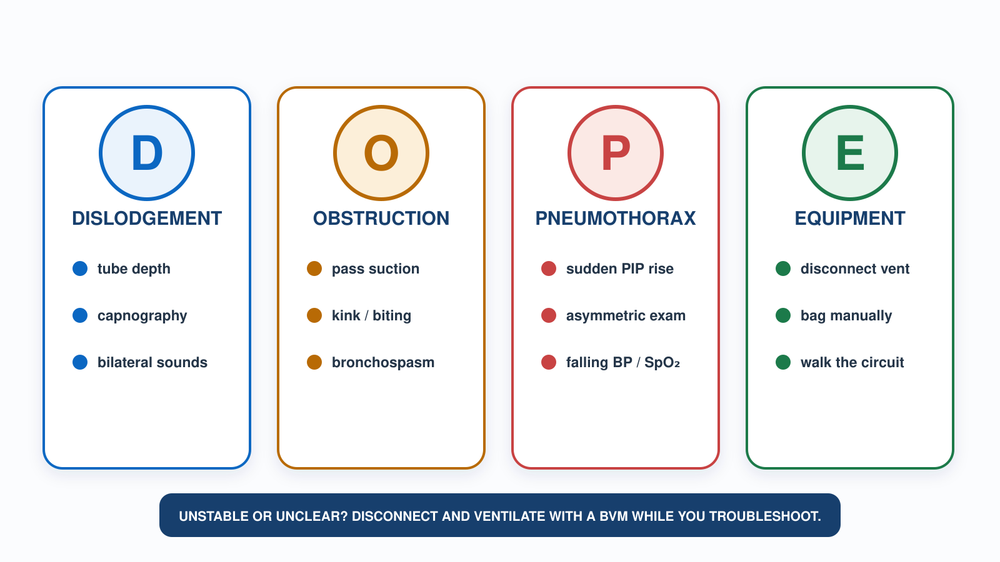 D
DISLODGEMENT
tube depth
capnography
bilateral sounds
O
OBSTRUCTION
pass suction
kink / biting
bronchospasm
P
PNEUMOTHORAX
sudden PIP rise
asymmetric exam
falling BP / SpO₂
E
EQUIPMENT
disconnect vent
bag manually
walk the circuit
UNSTABLE OR UNCLEAR? DISCONNECT AND VENTILATE WITH A BVM WHILE YOU TROUBLESHOOT.